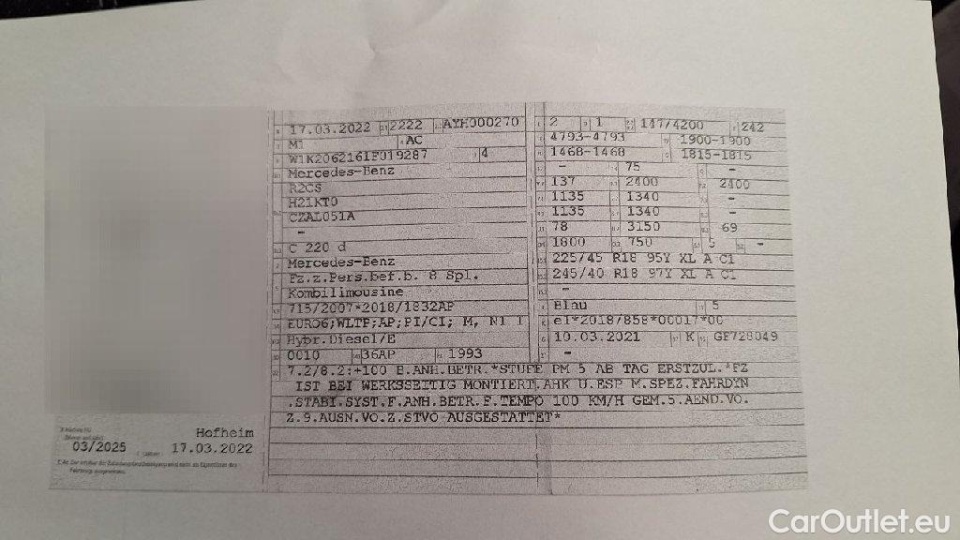 17.03.2022 2222 AYH000270 2 1 147/4200 242
M1 AC 4793-4793 1900-1900
W1K2062161F019287 4 1468-1468 1815-1815
Mercedes-Benz - 75 -
R2CS 137 2400 2400
H21KT0 1135 1340 -
CZAL051A 1135 1340 -
- 78 3150 69
C 220 d 1800 750 5 -
Mercedes-Benz 225/45 R18 95Y XL A C1
Fz.z.Pers.bef.b. 8 Spl. 245/40 R18 97Y XL A C1
Kombilimousine
715/2007*2018/1832AP Blau 5
EURO6;WLTP;AP;PI/CI; M, N1 I e1*2018/858*00017*00
Hybr.Diesel/E 10.03.2021 K GF728049
0010 36AP 1993 -
7.2/8.2:+100 B.ANH.BETR.*STUFE PM 5 AB TAG ERSTZUL.*FZ
IST BEI WERKSSEITIG MONTIERT.AHK U.ESP M.SPEZ.FAHRDYN
.STABI.SYST.F.ANH.BETR.F.TEMPO 100 KM/H GEM.5.AEND.VO.
Z.9.AUSN.VO.Z.STVO AUSGESTATTET*
Hofheim
03/2025 17.03.2022
CarOutlet.eu